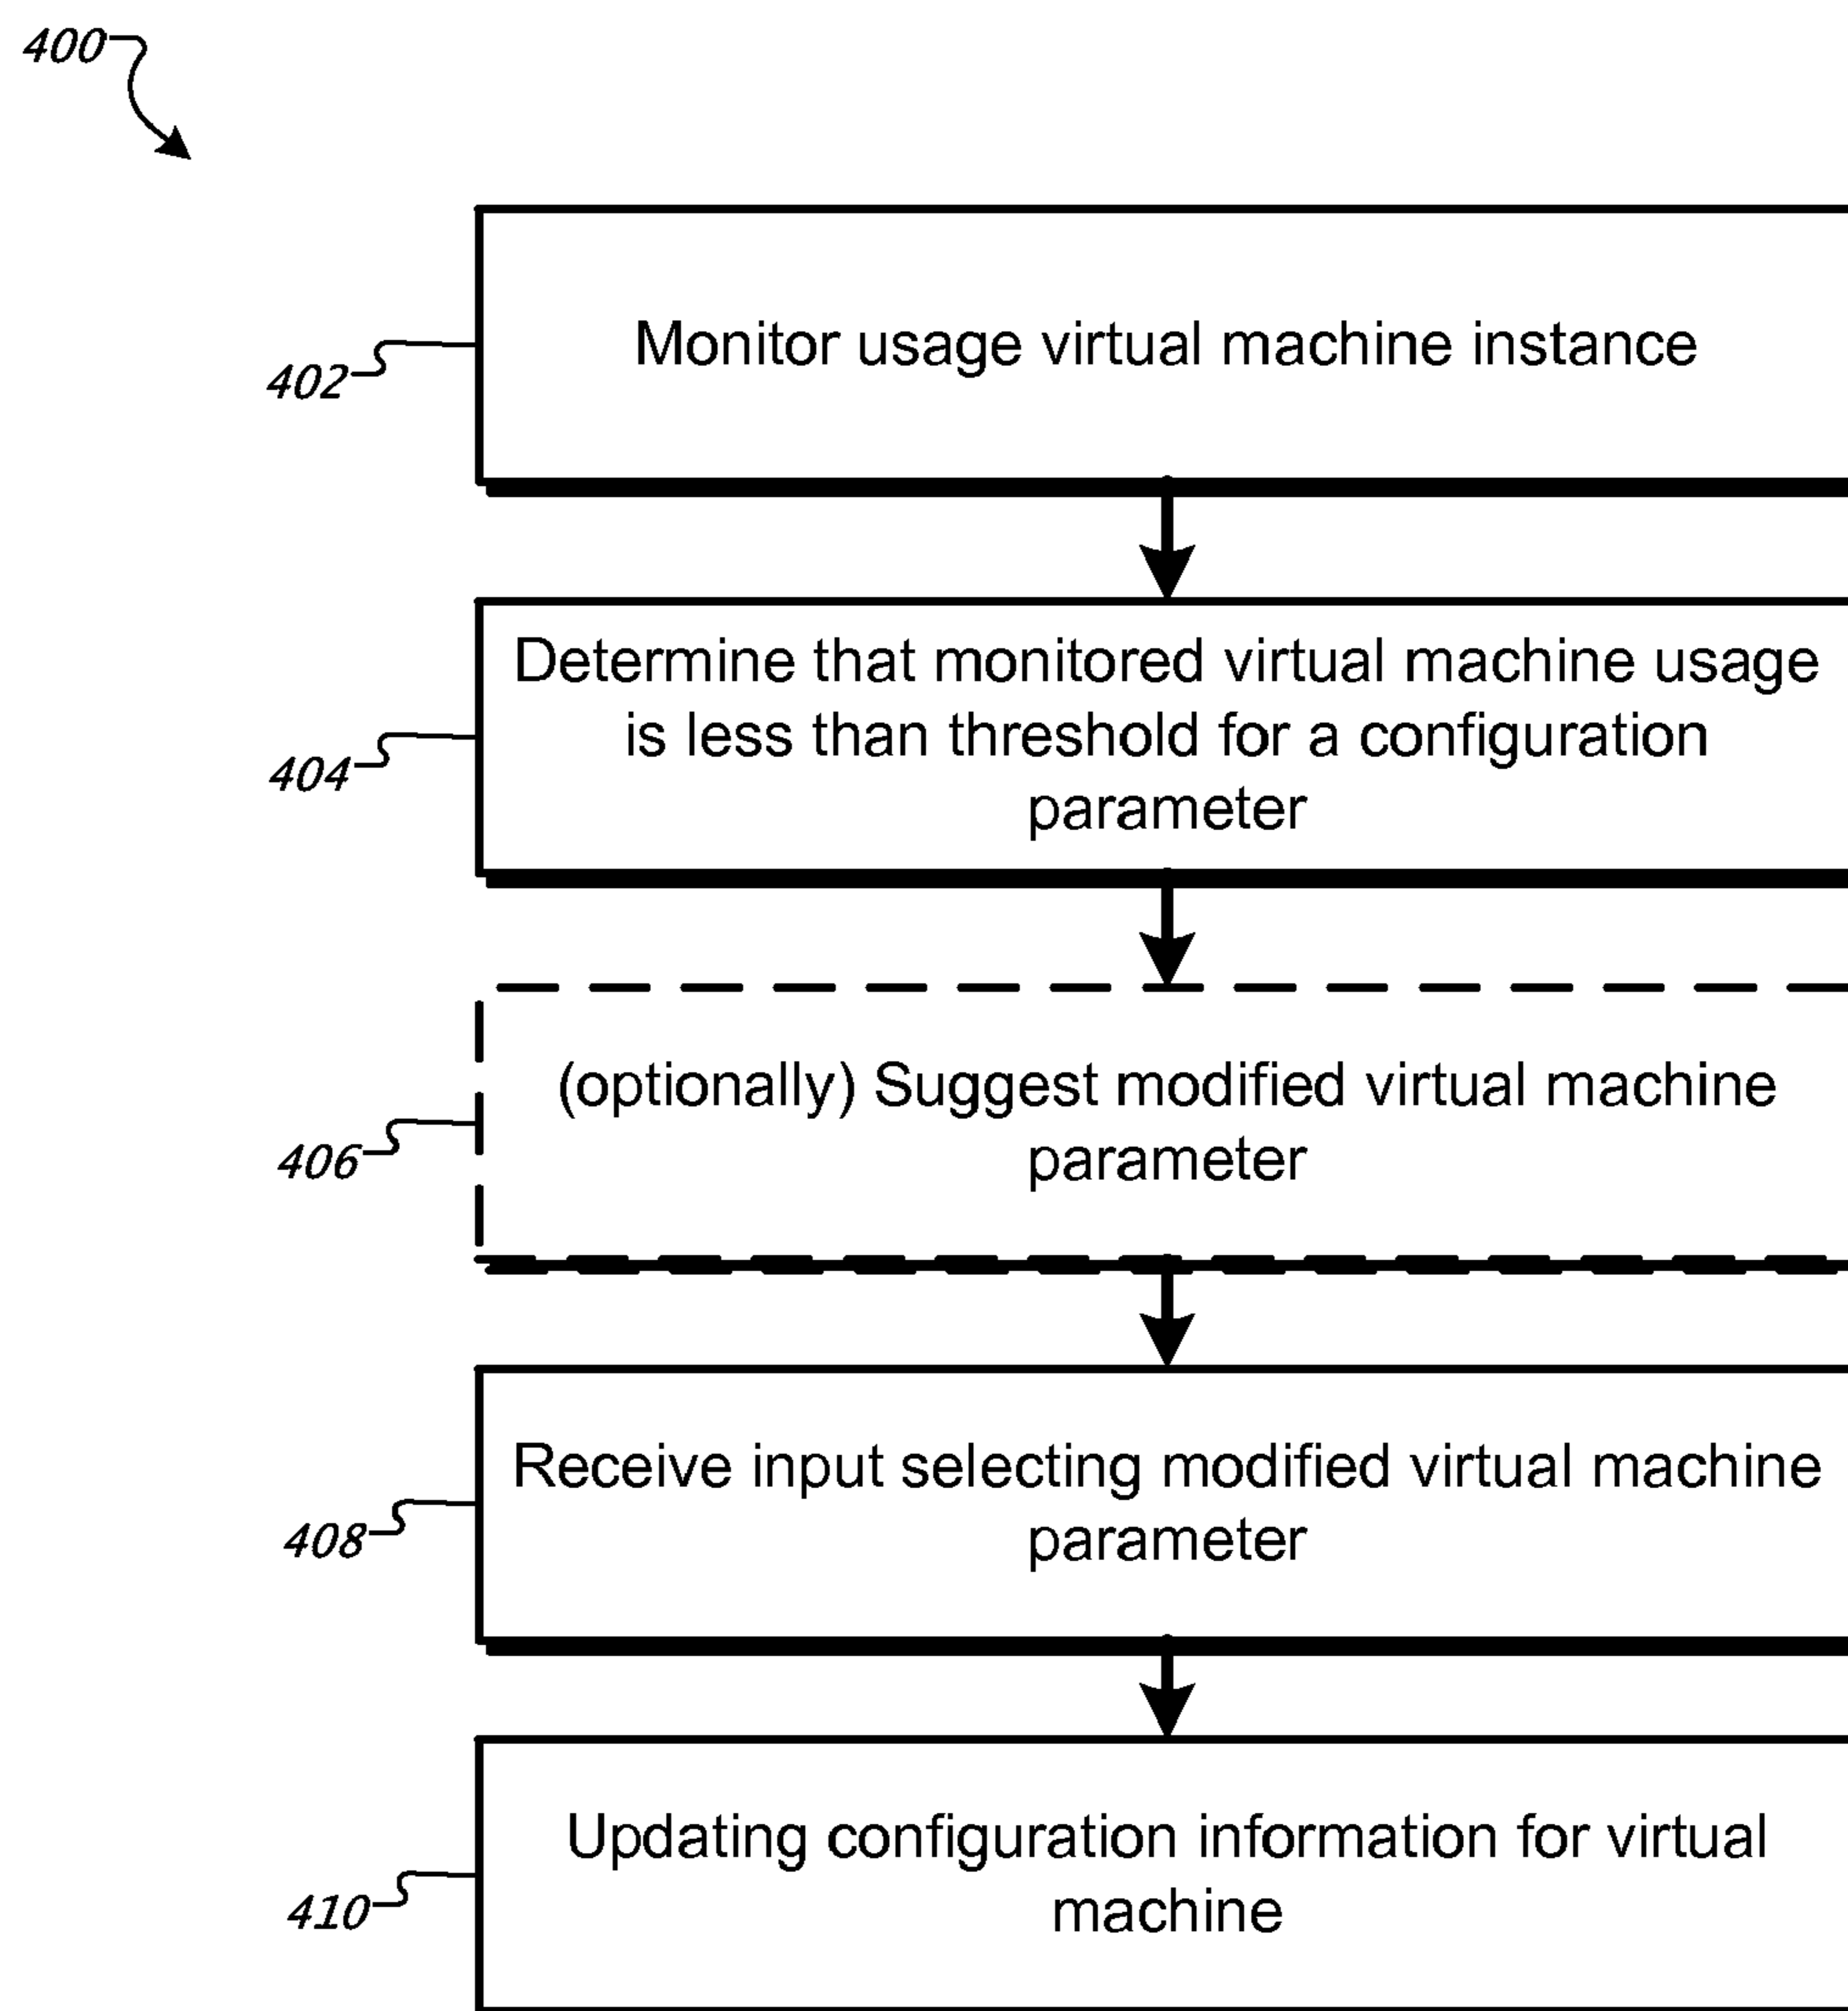 400
402
Monitor usage virtual machine instance
404
Determine that monitored virtual machine usage
is less than threshold for a configuration
parameter
406
(optionally) Suggest modified virtual machine
parameter
408
Receive input selecting modified virtual machine
parameter
410
Updating configuration information for virtual
machine